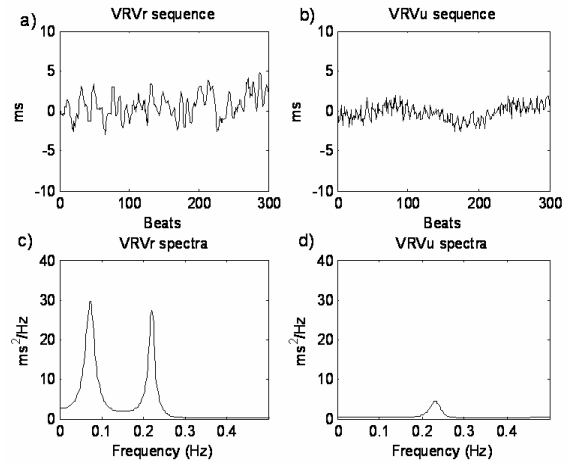 a) VRVr sequence
10
5
0
-5
-10
ms
0 100 200 300
Beats
b) VRVu sequence
10
5
0
-5
-10
ms
0 100 200 300
Beats
c) VRVr spectra
40
30
20
10
0
ms²/Hz
0 0.1 0.2 0.3 0.4
Frequency (Hz)
d) VRVu spectra
40
30
20
10
0
ms²/Hz
0 0.1 0.2 0.3 0.4
Frequency (Hz)